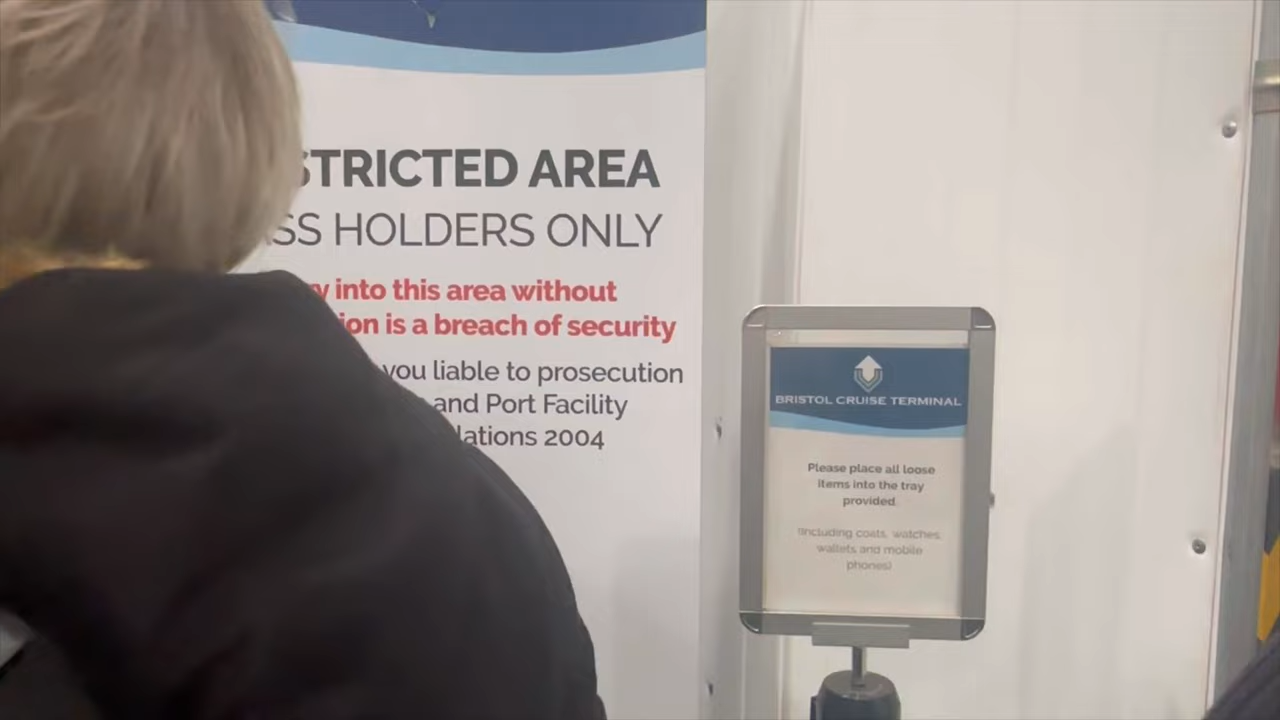 STRICTED AREA
SS HOLDERS ONLY
y into this area without
ion is a breach of security
you liable to prosecution
and Port Facility
lations 2004
BRISTOL CRUISE TERMINAL
Please place all loose
items into the tray
provided.
(Including coats, watches,
wallets and mobile
phones)